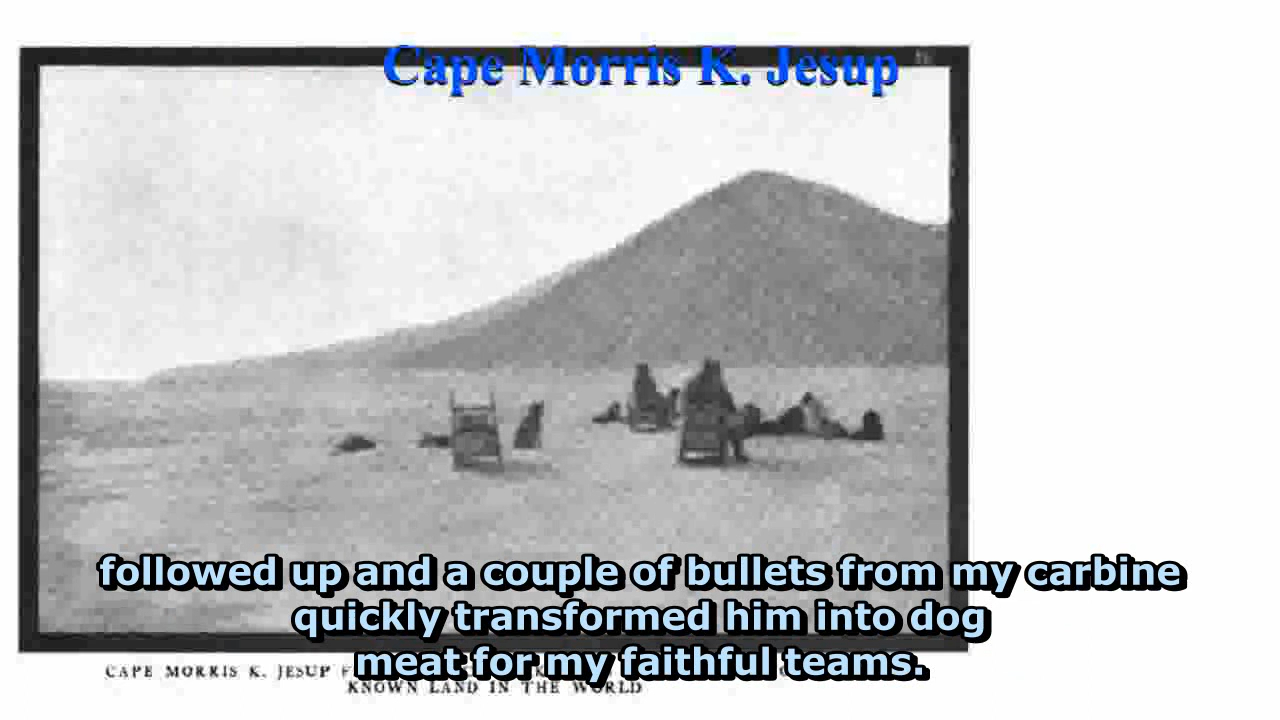 Cape Morris K. Jesup
followed up and a couple of bullets from my carbine
quickly transformed him into dog
meat for my faithful teams.
CAPE MORRIS K. JESUP
KNOWN LAND IN THE WORLD